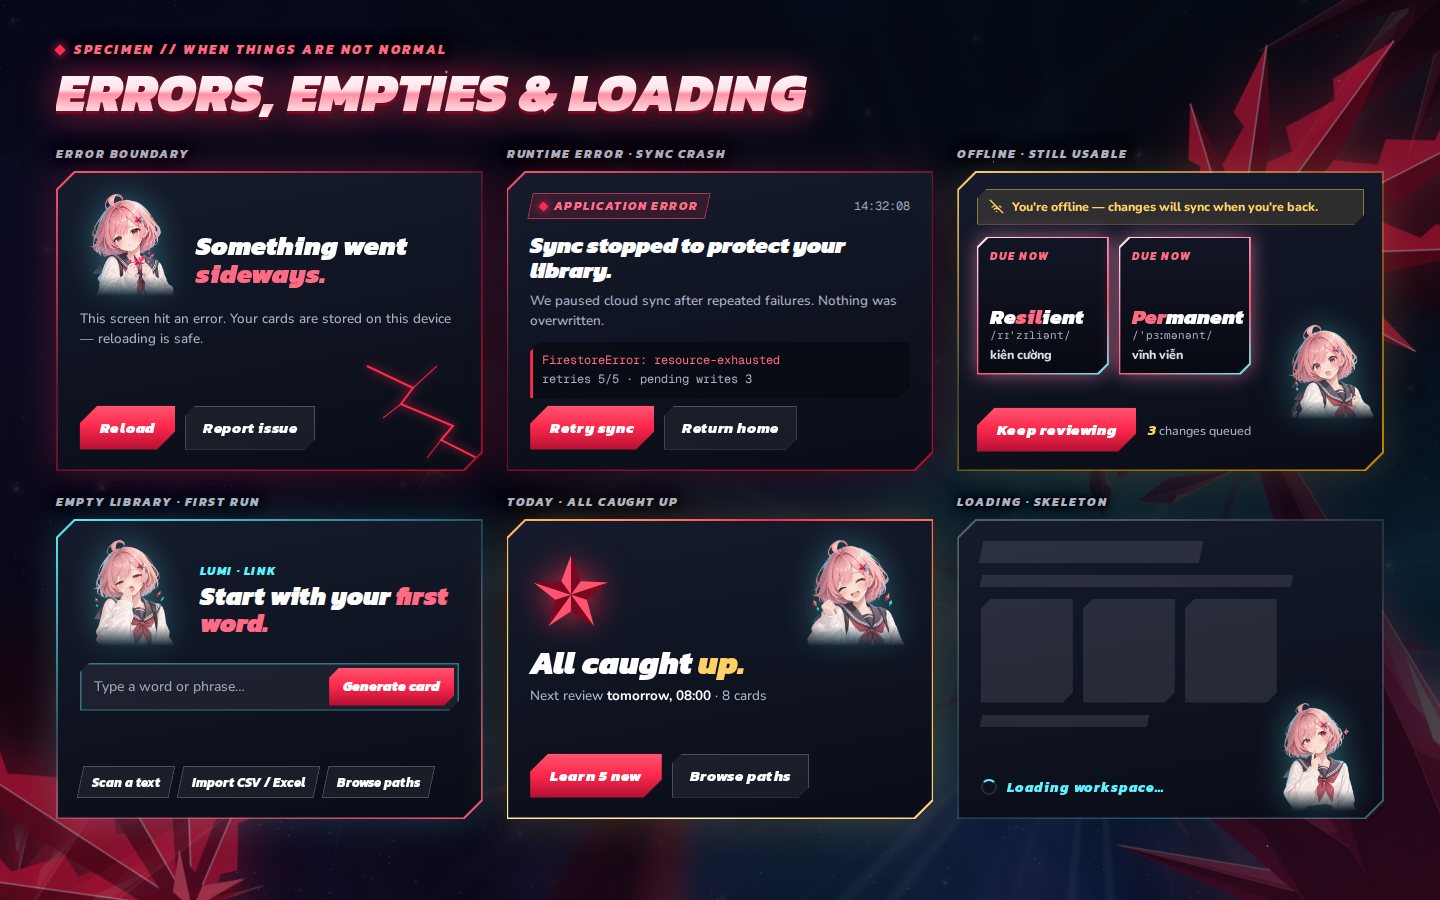 SPECIMEN // WHEN THINGS ARE NOT NORMAL
ERRORS, EMPTIES & LOADING
ERROR BOUNDARY
Something went
sideways.
This screen hit an error. Your cards are stored on this device
— reloading is safe.
Reload
Report issue
RUNTIME ERROR · SYNC CRASH
APPLICATION ERROR
14:32:08
Sync stopped to protect your
library.
We paused cloud sync after repeated failures. Nothing was
overwritten.
FirestoreError: resource-exhausted
retries 5/5 · pending writes 3
Retry sync
Return home
OFFLINE · STILL USABLE
You're offline — changes will sync when you're back.
DUE NOW
Resilient
/rɪˈzɪliənt/
kiên cường
DUE NOW
Permanent
/ˈpɜːmənənt/
vĩnh viễn
Keep reviewing
3 changes queued
EMPTY LIBRARY · FIRST RUN
LUMI · LINK
Start with your first
word.
Type a word or phrase...
Generate card
Scan a text
Import CSV / Excel
Browse paths
TODAY · ALL CAUGHT UP
All caught up.
Next review tomorrow, 08:00 · 8 cards
Learn 5 new
Browse paths
LOADING · SKELETON
Loading workspace...